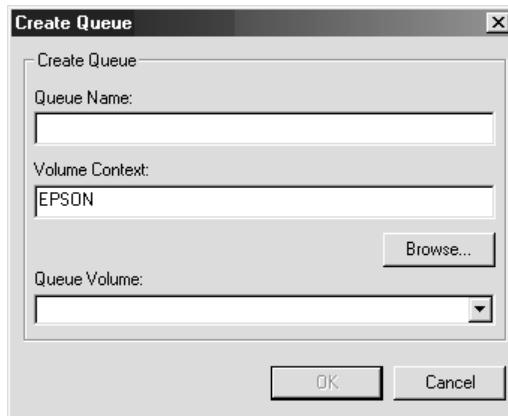 Create Queue
Create Queue
Queue Name:
Volume Context:
EPSON
Browse...
Queue Volume:
OK Cancel